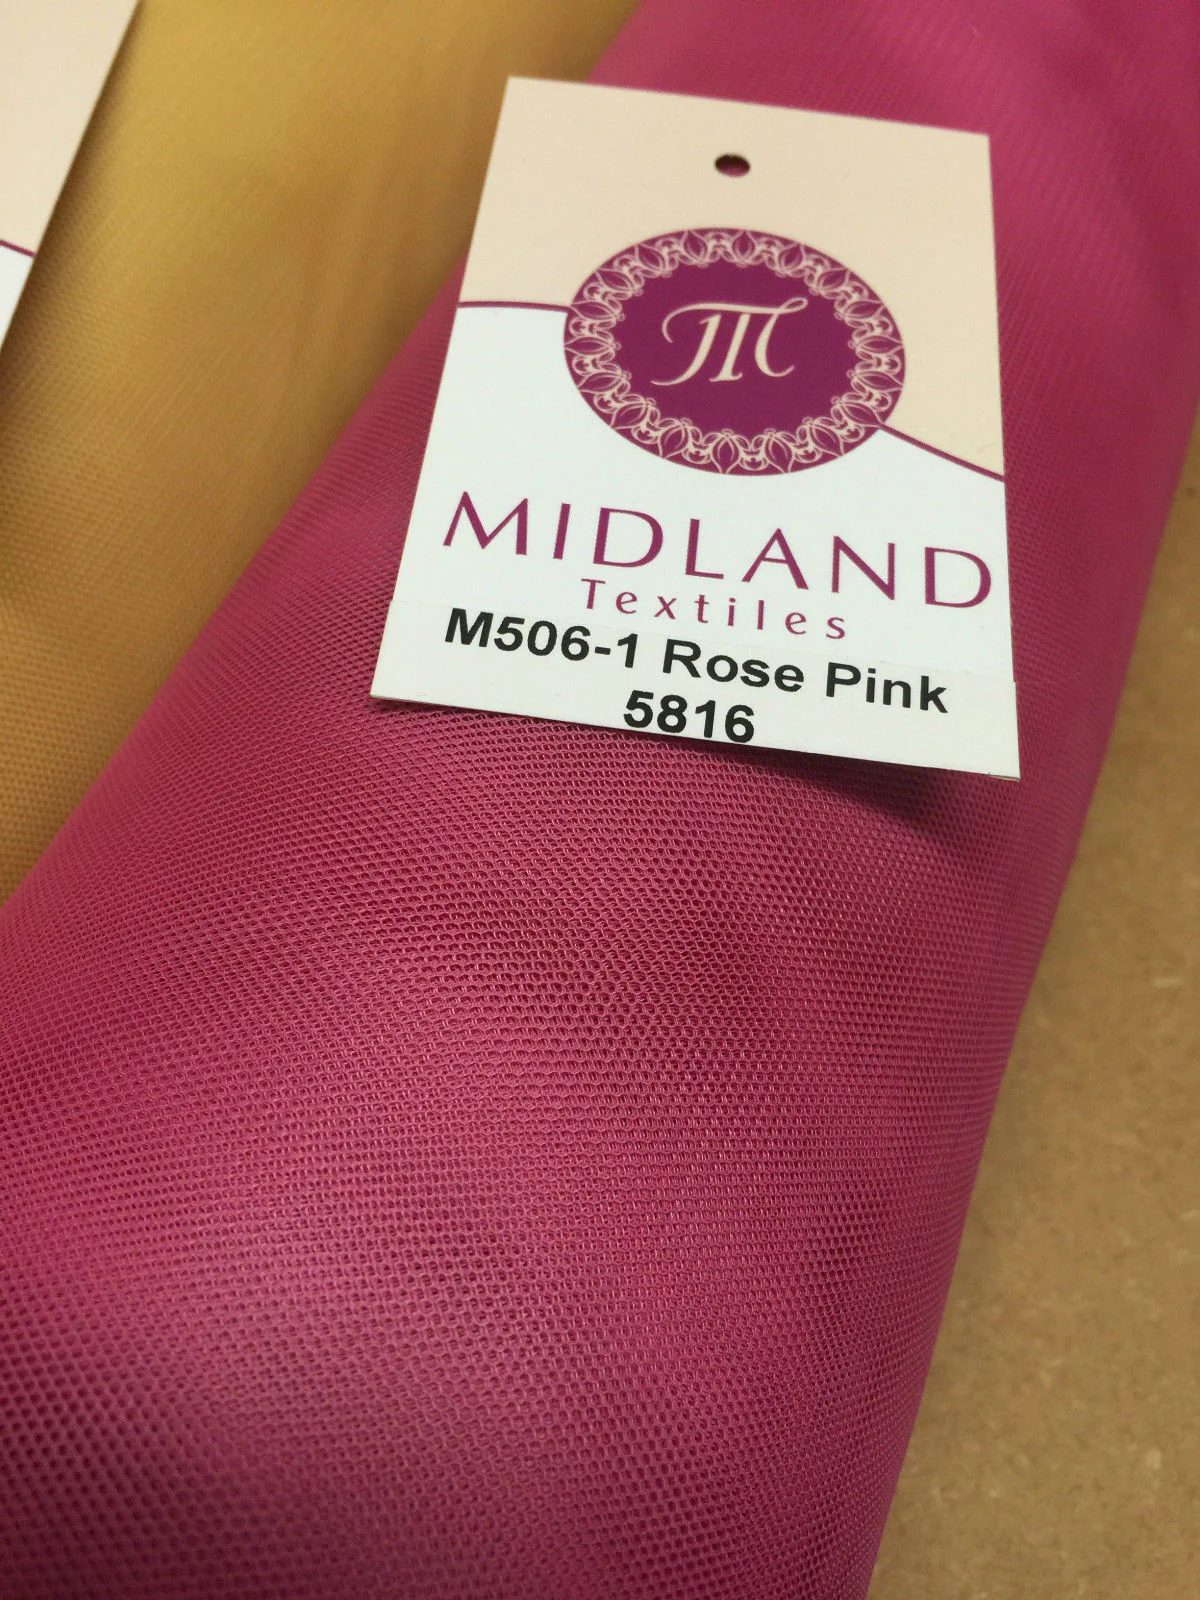 MIDLAND
Textiles
M506-1 Rose Pink
5816